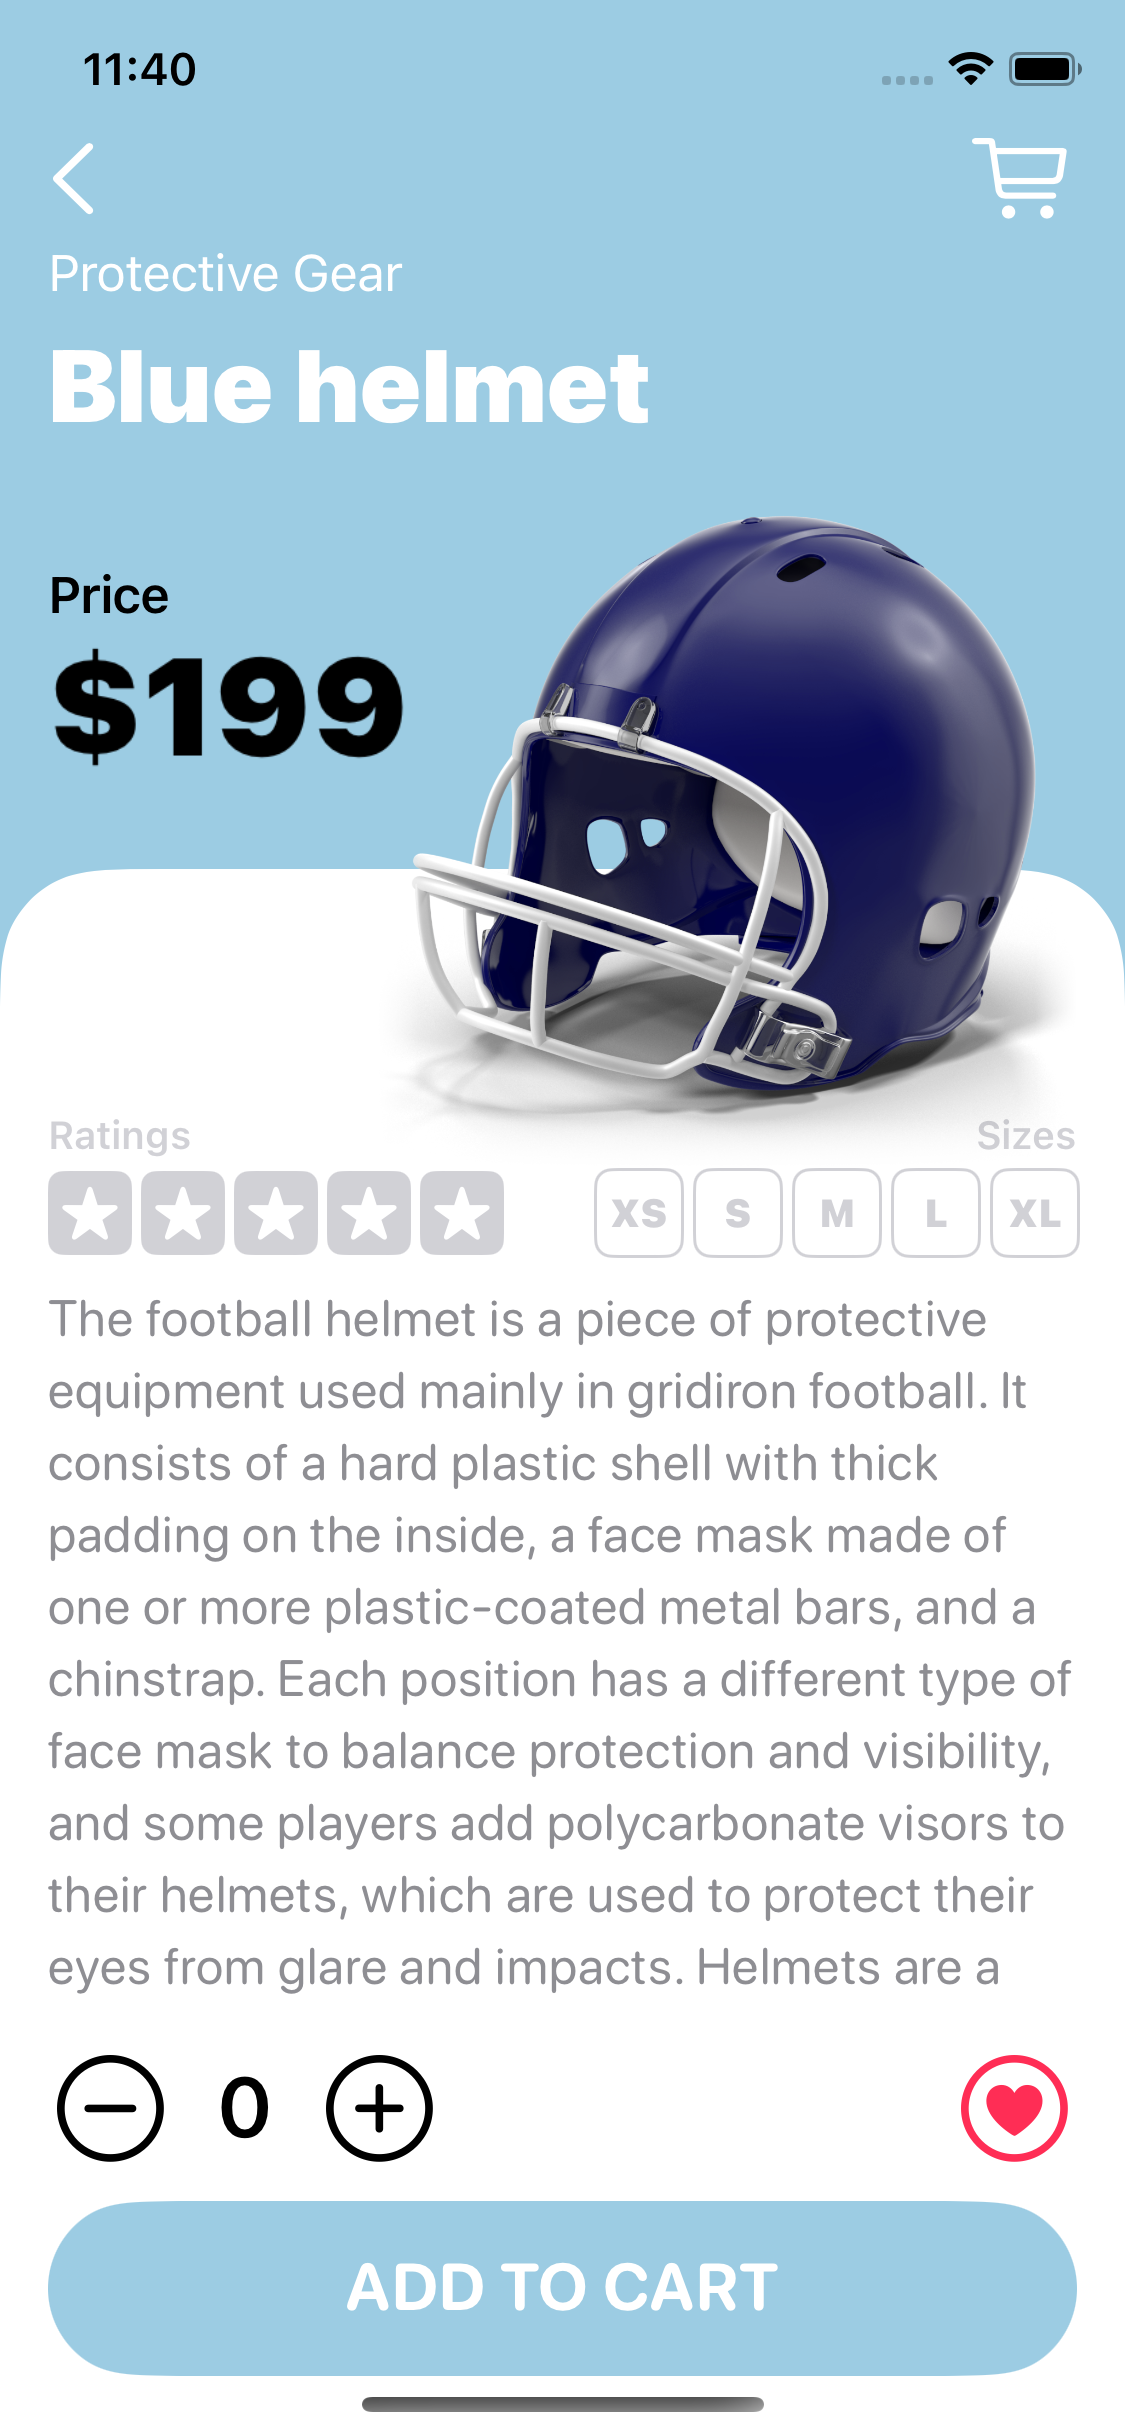 11:40
Protective Gear
Blue helmet
Price
$199
Ratings
Sizes
XS S M L XL
The football helmet is a piece of protective
equipment used mainly in gridiron football. It
consists of a hard plastic shell with thick
padding on the inside, a face mask made of
one or more plastic-coated metal bars, and a
chinstrap. Each position has a different type of
face mask to balance protection and visibility,
and some players add polycarbonate visors to
their helmets, which are used to protect their
eyes from glare and impacts. Helmets are a
0
ADD TO CART